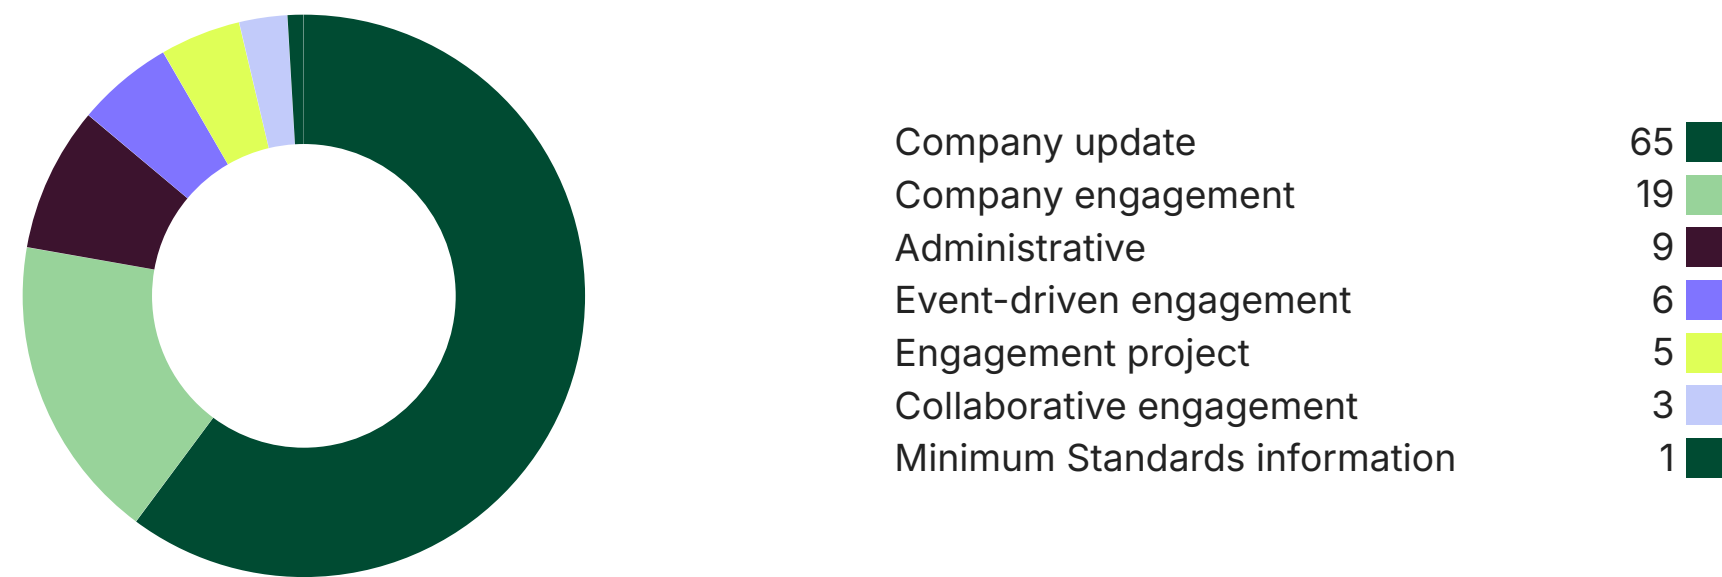 Company update 65
Company engagement 19
Administrative 9
Event-driven engagement 6
Engagement project 5
Collaborative engagement 3
Minimum Standards information 1